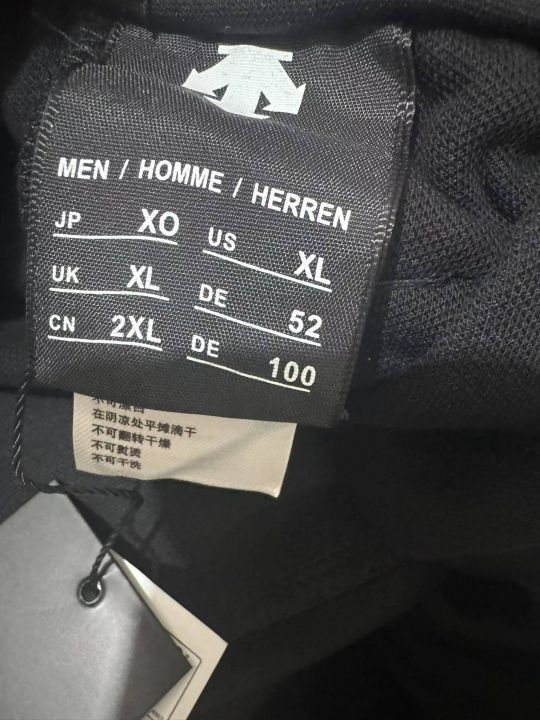 MEN / HOMME / HERREN
JP XO US XL
UK XL DE 52
CN 2XL DE 100
在阴凉处平摊滴干
不可翻转干燥
不可熨烫
不可干洗